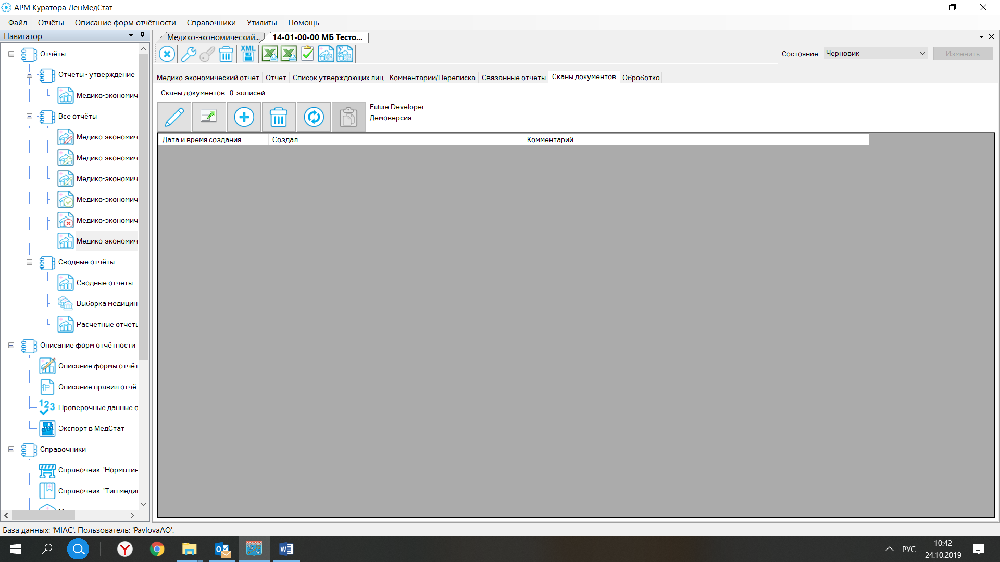 АРМ Куратора ЛенМедСтат
Файл Отчёты Описание форм отчётности Справочники Утилиты Помощь
Навигатор
Отчёты
Отчёты - утверждение
Медико-экономич
Все отчёты
Медико-экономич
Медико-экономич
Медико-экономич
Медико-экономич
Медико-экономич
Медико-экономич
Сводные отчёты
Сводные отчёты
Выборка медицин
Расчётные отчёты
Описание форм отчётности
Описание формы отчёт
Описание правил отчёт
Проверочные данные о
Экспорт в МедСтат
Справочники
Справочник: 'Норматив
Справочник: 'Тип медиц
Медико-экономический... 14-01-00-00 МБ Тесто...
XML
Состояние: Черновик Изменить
Медико-экономический отчёт Отчёт Список утверждающих лиц Комментарии/Переписка Связанные отчёты Сканы документов Обработка
Сканы документов: 0 записей.
Future Developer
Демоверсия
Дата и время создания Создал Комментарий
База данных: 'MIAC'. Пользователь: 'PavlovaAO'.
РУС
10:42
24.10.2019